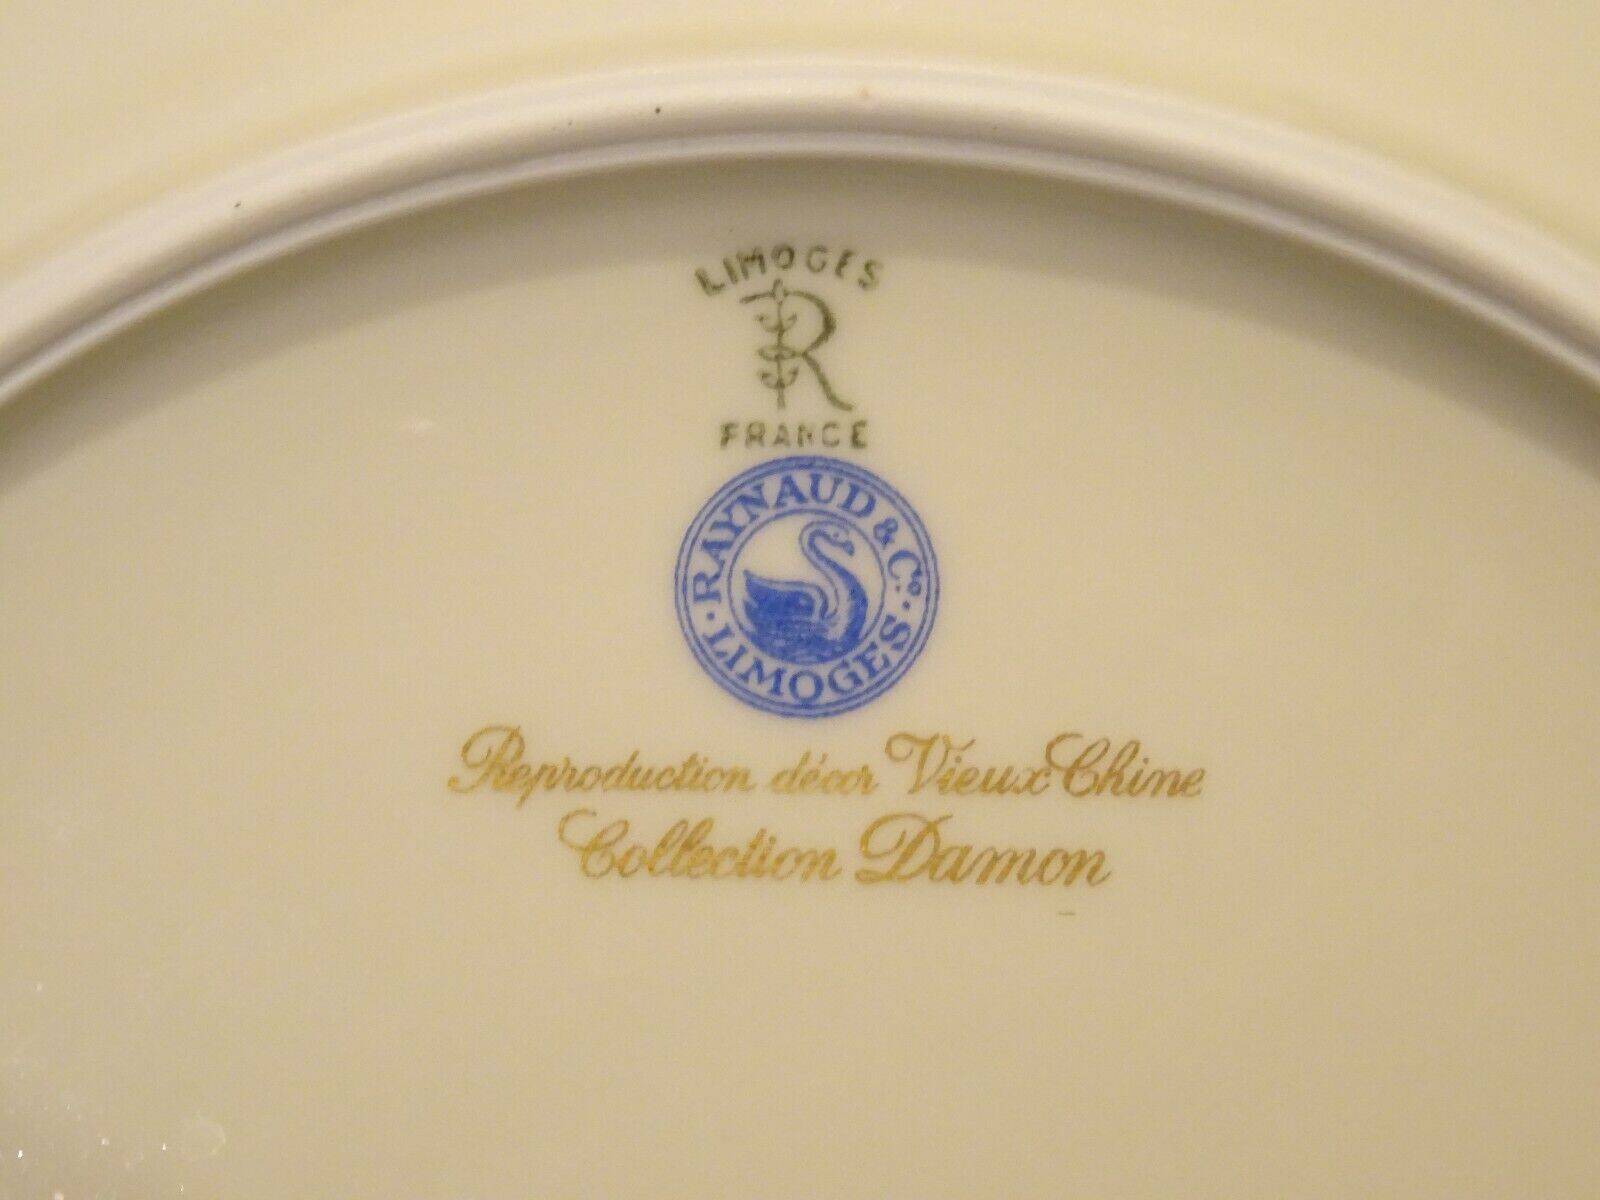 LIMOGES
R
FRANCE
RAYNAUD & Co.
LIMOGES
Reproduction décor Vieux Chine
Collection Damon